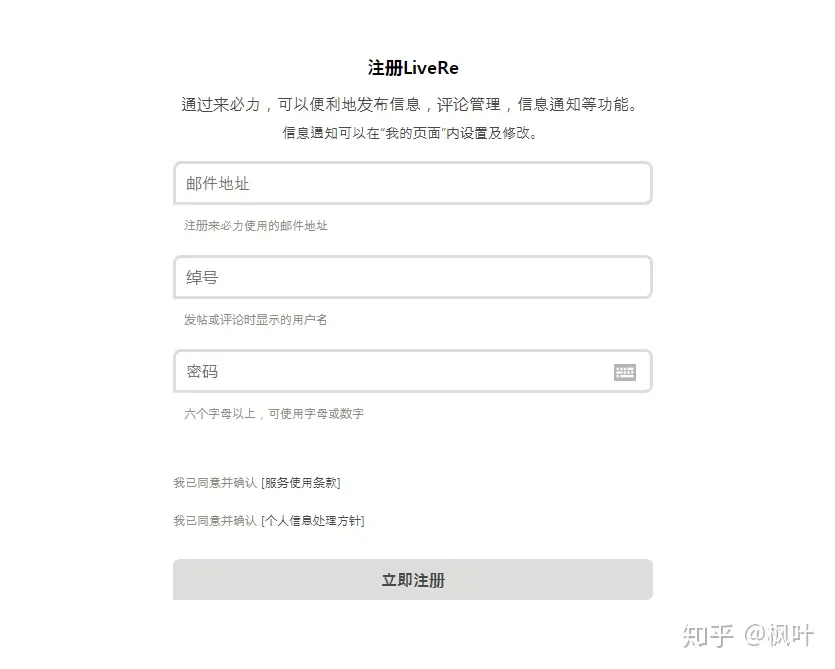 注册LiveRe
通过来必力，可以便利地发布信息，评论管理，信息通知等功能。
信息通知可以在“我的页面”内设置及修改。
邮件地址
注册来必力使用的邮件地址
绰号
发帖或评论时显示的用户名
密码
六个字母以上，可使用字母或数字
我已同意并确认 [服务使用条款]
我已同意并确认 [个人信息处理方针]
立即注册
知乎 @枫叶